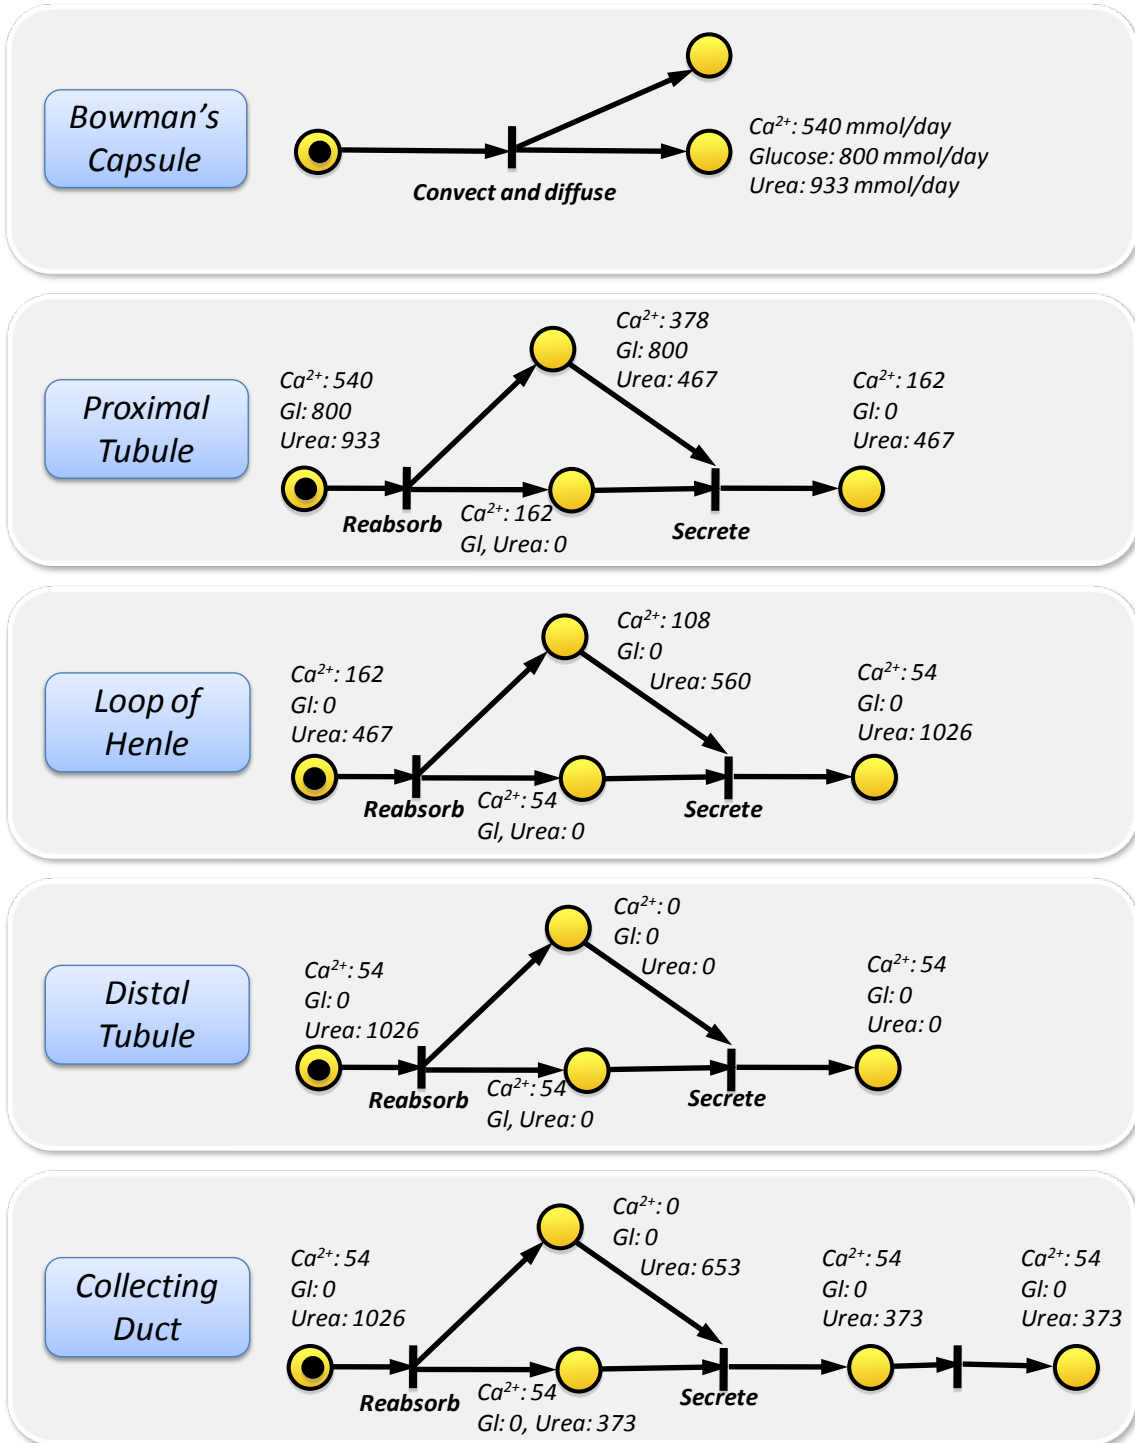 Bowman's
Capsule
Convect and diffuse
Ca²⁺: 540 mmol/day
Glucose: 800 mmol/day
Urea: 933 mmol/day
Proximal
Tubule
Ca²⁺: 540
Gl: 800
Urea: 933
Reabsorb
Ca²⁺: 378
Gl: 800
Urea: 467
Ca²⁺: 162
Gl, Urea: 0
Secrete
Ca²⁺: 162
Gl: 0
Urea: 467
Loop of
Henle
Ca²⁺: 162
Gl: 0
Urea: 467
Reabsorb
Ca²⁺: 108
Gl: 0
Urea: 560
Ca²⁺: 54
Gl, Urea: 0
Secrete
Ca²⁺: 54
Gl: 0
Urea: 1026
Distal
Tubule
Ca²⁺: 54
Gl: 0
Urea: 1026
Reabsorb
Ca²⁺: 0
Gl: 0
Urea: 0
Ca²⁺: 54
Gl, Urea: 0
Secrete
Ca²⁺: 54
Gl: 0
Urea: 0
Collecting
Duct
Ca²⁺: 54
Gl: 0
Urea: 1026
Reabsorb
Ca²⁺: 0
Gl: 0
Urea: 653
Ca²⁺: 54
Gl: 0, Urea: 373
Secrete
Ca²⁺: 54
Gl: 0
Urea: 373
Ca²⁺: 54
Gl: 0
Urea: 373